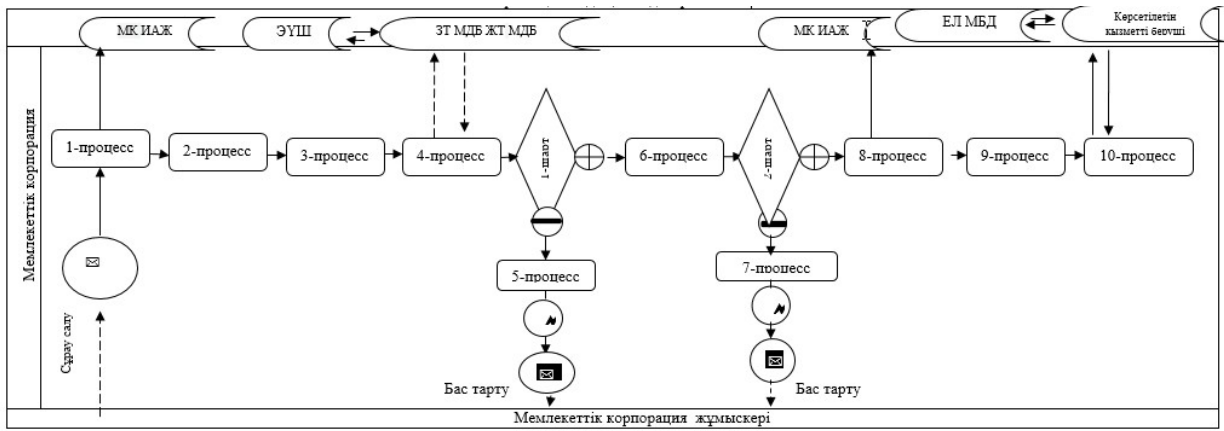 МК ИАЖ
ЭҮШ
ЗТ МДБ ЖТ МДБ
МК ИАЖ
ЕЛ МБД
Көрсетілетін
қызметті беруші
Мемлекеттік корпорация
1-процесс
2-процесс
3-процесс
4-процесс
1-шарт
6-процесс
2-шарт
8-процесс
9-процесс
10-процесс
5-процесс
7-процесс
Сұрау салу
Бас тарту
Бас тарту
Мемлекеттік корпорация жұмыскері